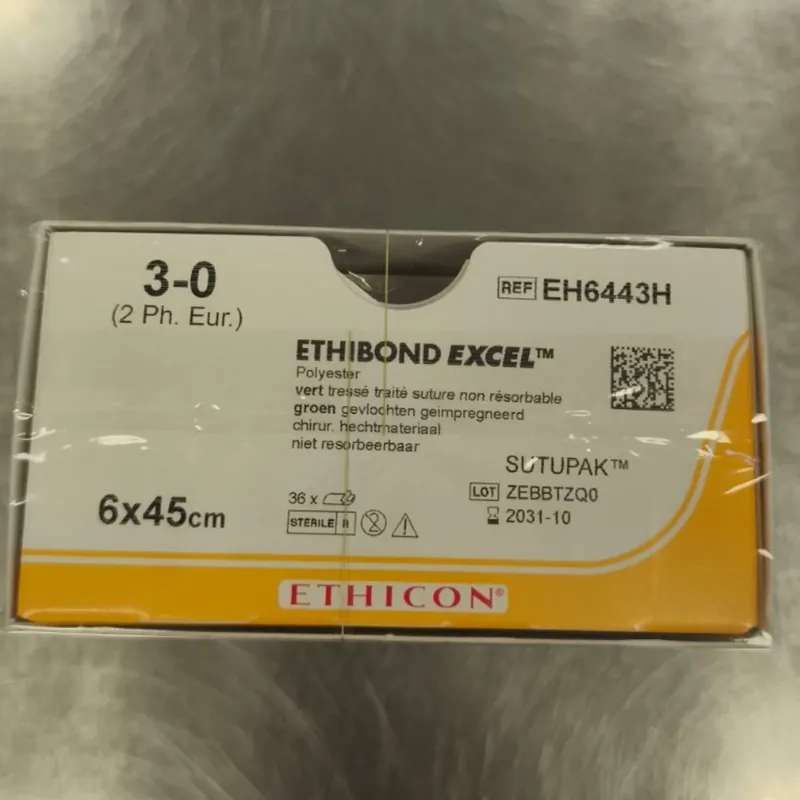 3-0
(2 Ph. Eur.)
REF EH6443H
ETHIBOND EXCEL™
Polyester
vert tressé traité suture non résorbable
groen gevlochten geimpregneerd
chirur. hechtmateriaal
niet resorbeerbaar
SUTUPAK™
6x45cm
36 x
LOT ZEBBTZQ0
STERILE R
2
2031-10
ETHICON®